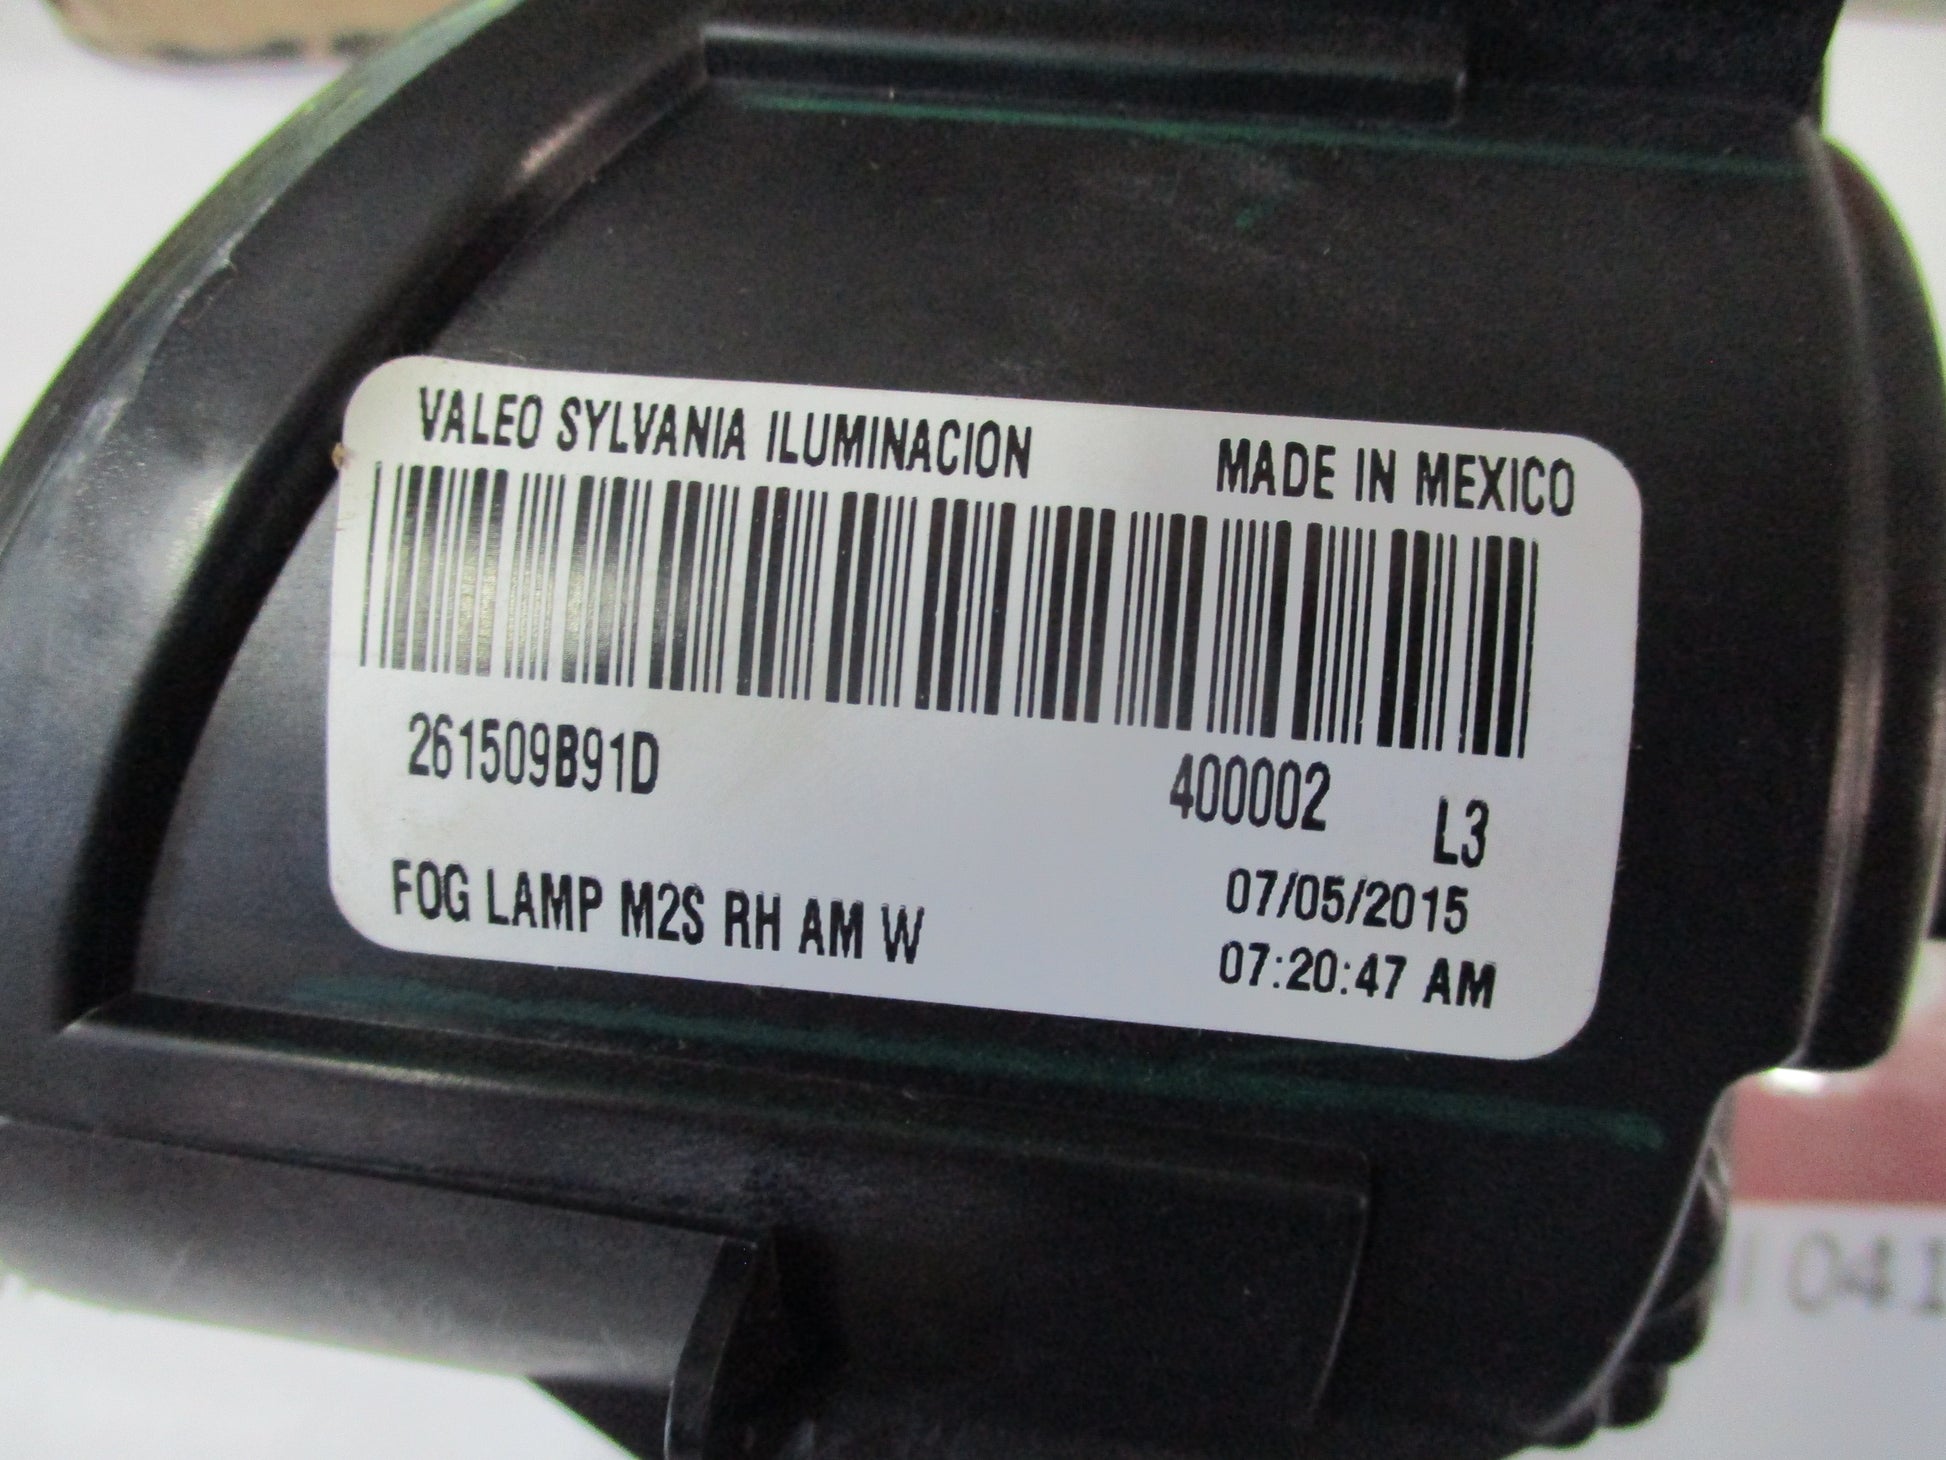 VALEO SYLVANIA ILUMINACION MADE IN MEXICO
261509B91D 400002 L3
FOG LAMP M2S RH AM W 07/05/2015
07:20:47 AM
041